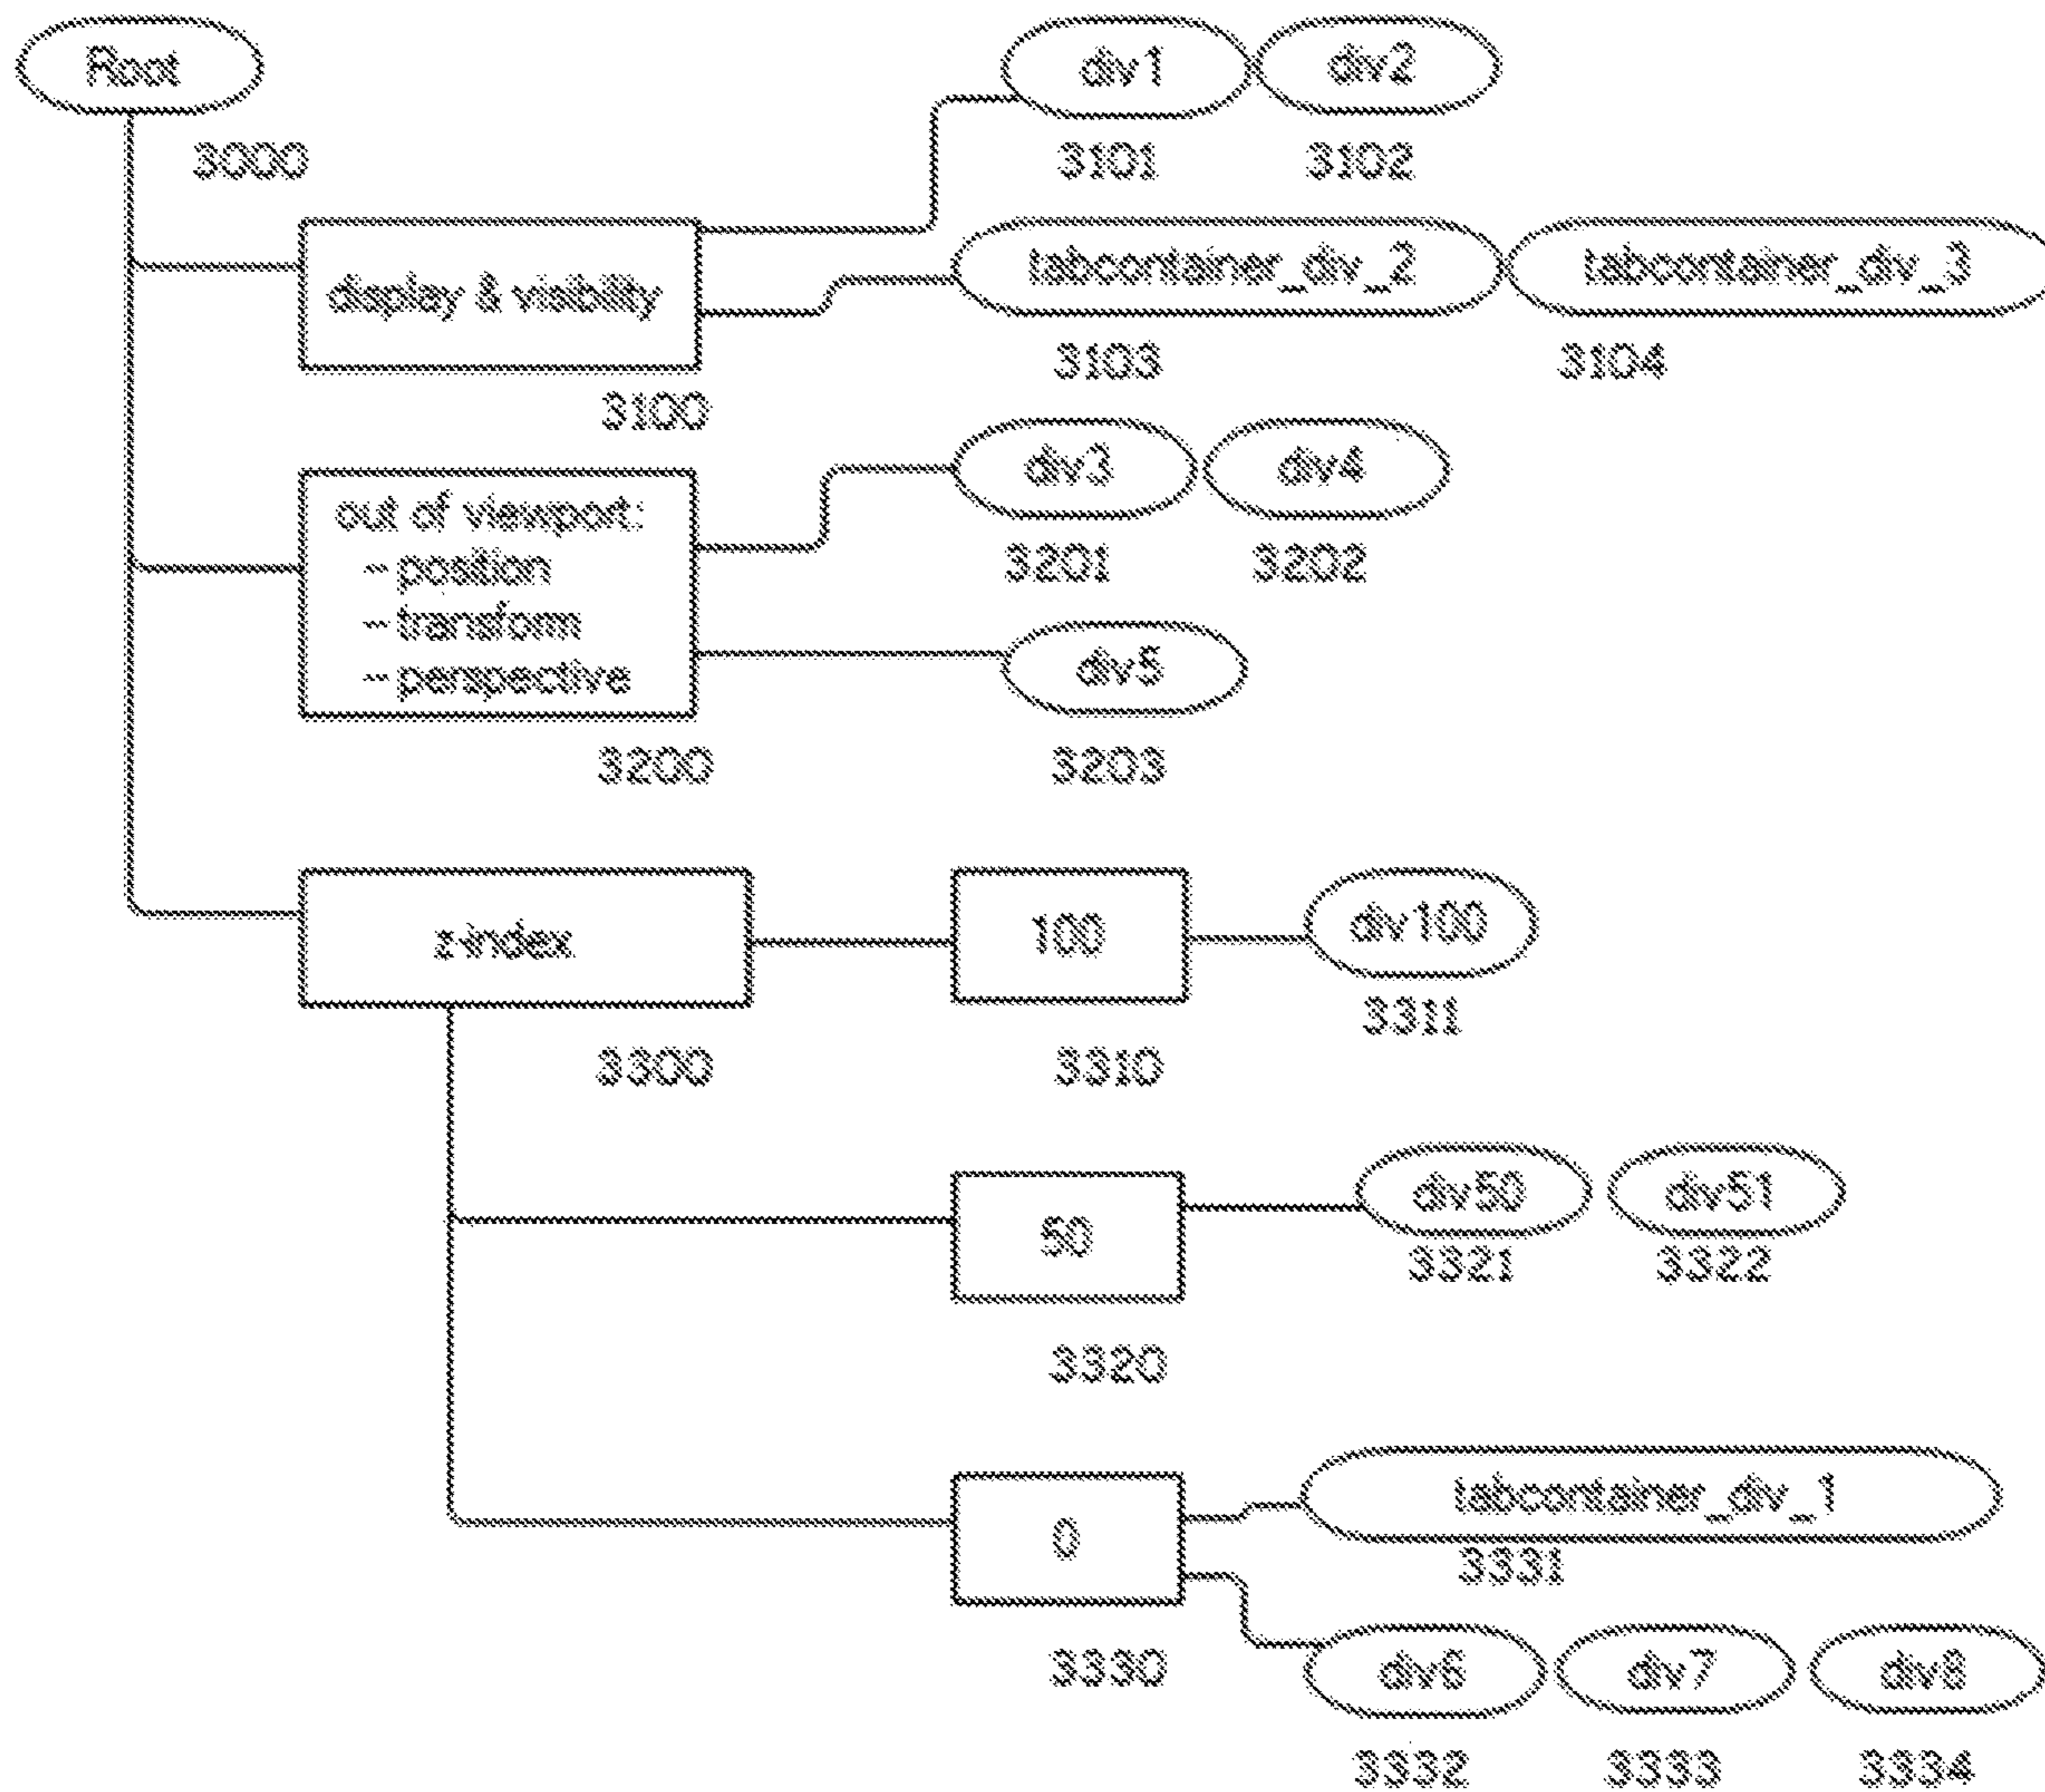 Root
3000
div1
div2
3101
3102
display & visibility
3100
tabcontainer_div_2
tabcontainer_div_3
3103
3104
out of viewport:
- position
- transform
- perspective
3200
div3
div4
3201
3202
div5
3203
z-index
3300
100
3310
div100
3311
50
3320
div50
div51
3321
3322
0
3330
tabcontainer_div_1
3331
div6
div7
div8
3332
3333
3334